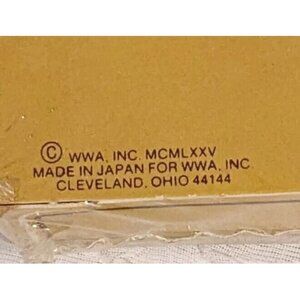 © WWA, INC. MCMLXXV
MADE IN JAPAN FOR WWA, INC.
CLEVELAND, OHIO 44144